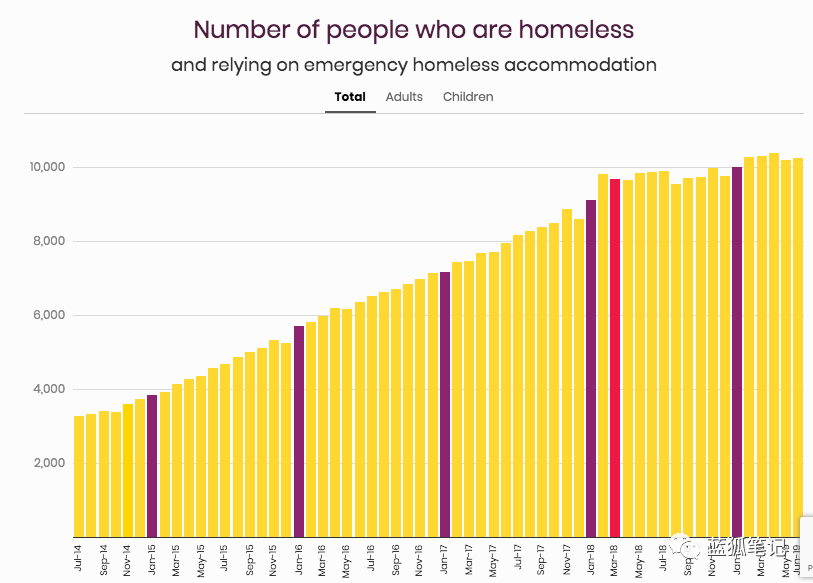 Number of people who are homeless
and relying on emergency homeless accommodation
Total Adults Children
10,000
8,000
6,000
4,000
2,000
Jul-14
Sep-14
Nov-14
Jan-15
Mar-15
May-15
Jul-15
Sep-15
Nov-15
Jan-16
Mar-16
May-16
Jul-16
Sep-16
Nov-16
Jan-17
Mar-17
May-17
Jul-17
Sep-17
Nov-17
Jan-18
Mar-18
May-18
Jul-18
Jun-19
蓝狐笔记
P